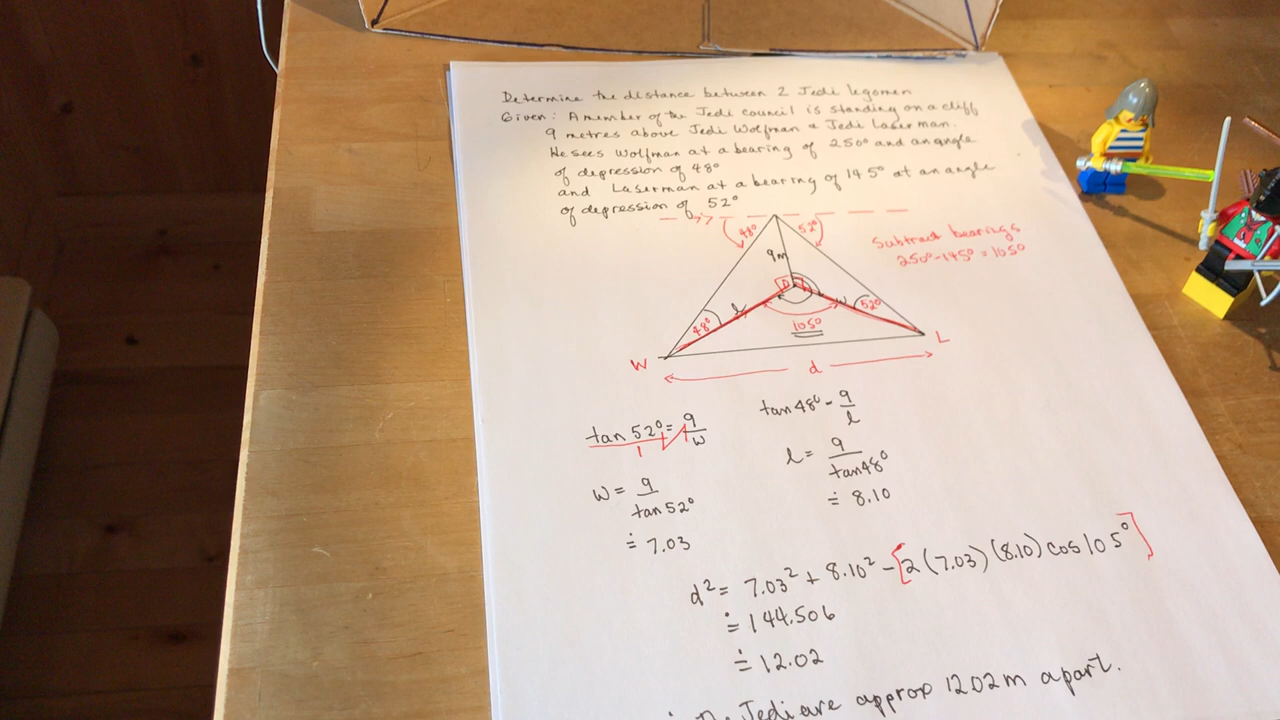 Determine the distance between 2 Jedi legomen
Given: A member of the Jedi council is standing on a cliff
9 metres above Jedi Wolfman & Jedi Laserman.
He sees Wolfman at a bearing of 250° and an angle
of depression of 48°
and Laserman at a bearing of 145° at an angle
of depression of 52°
48° 52°
9m
Subtract bearings
250°-145° = 105°
D
l w
48° 105° 52°
W L
d
tan 52° = 9/w
1
tan 48° = 9/l
w = 9/tan 52°
≐ 7.03
l = 9/tan 48°
≐ 8.10
d² = 7.03² + 8.10² - [2(7.03)(8.10) cos 105°]
≐ 144.506
≐ 12.02
Jedi are approx 12.02m apart.